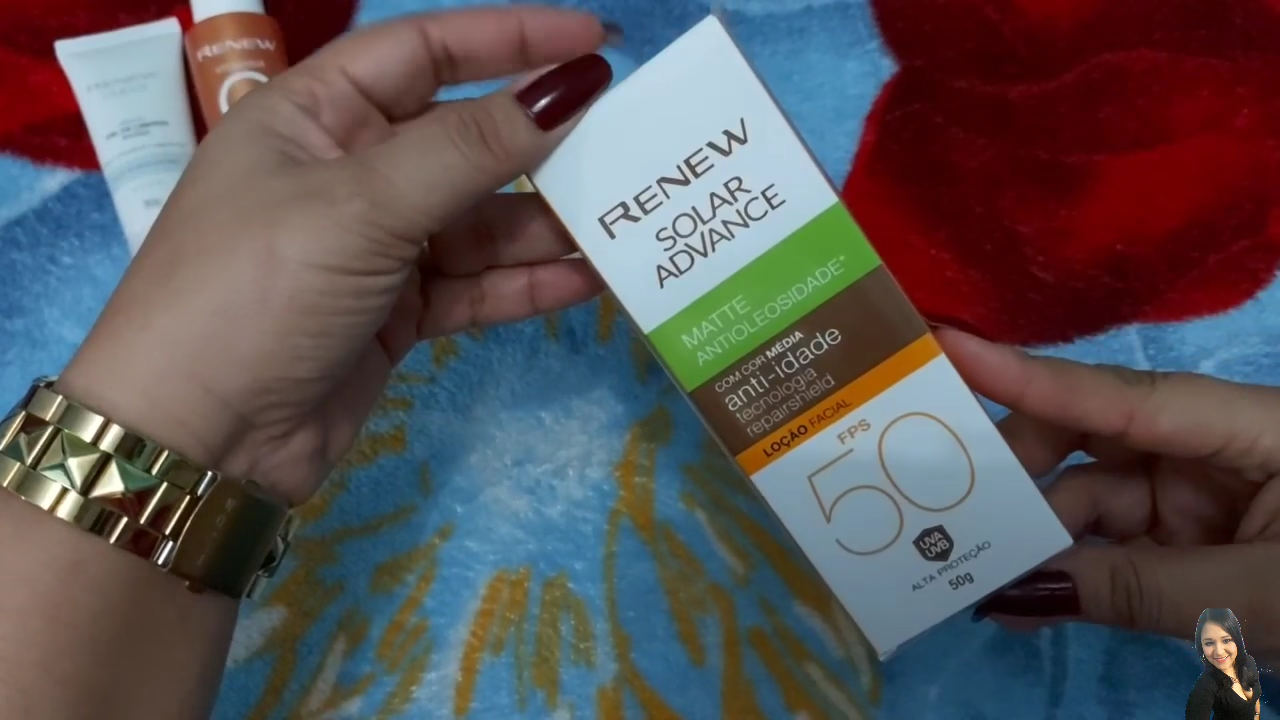 RENEW
RENEW
SOLAR
ADVANCE
MATTE
ANTIOLEOSIDADE*
COM COR MÉDIA
anti-idade
tecnologia
repairshield
LOÇÃO FACIAL
FPS
50
UVA
UVB
ALTA PROTEÇÃO
50g